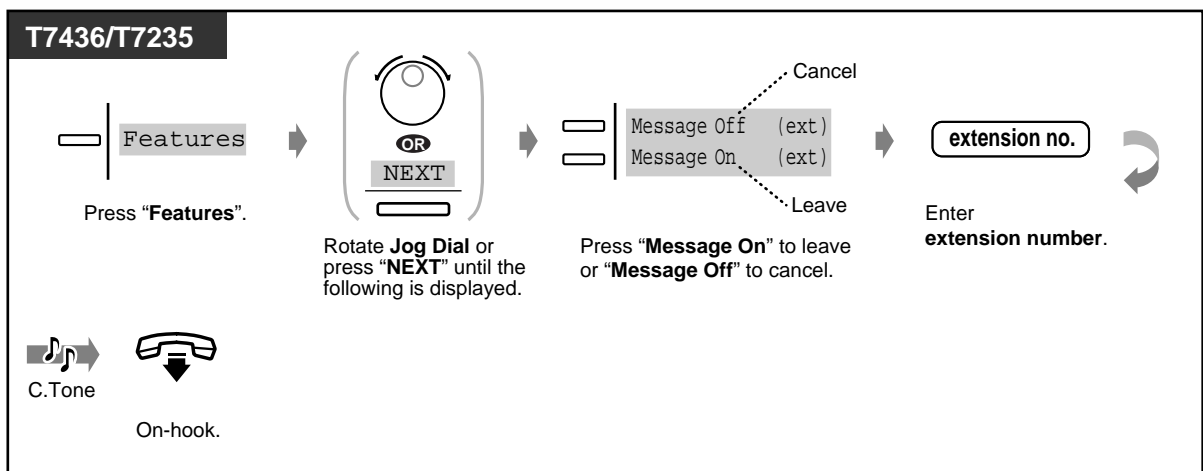 T7436/T7235
Features
Press “Features”.
OR
NEXT
Rotate Jog Dial or
press “NEXT” until the
following is displayed.
Cancel
Message Off (ext)
Message On (ext)
Leave
Press “Message On” to leave
or “Message Off” to cancel.
extension no.
Enter
extension number.
C.Tone
On-hook.